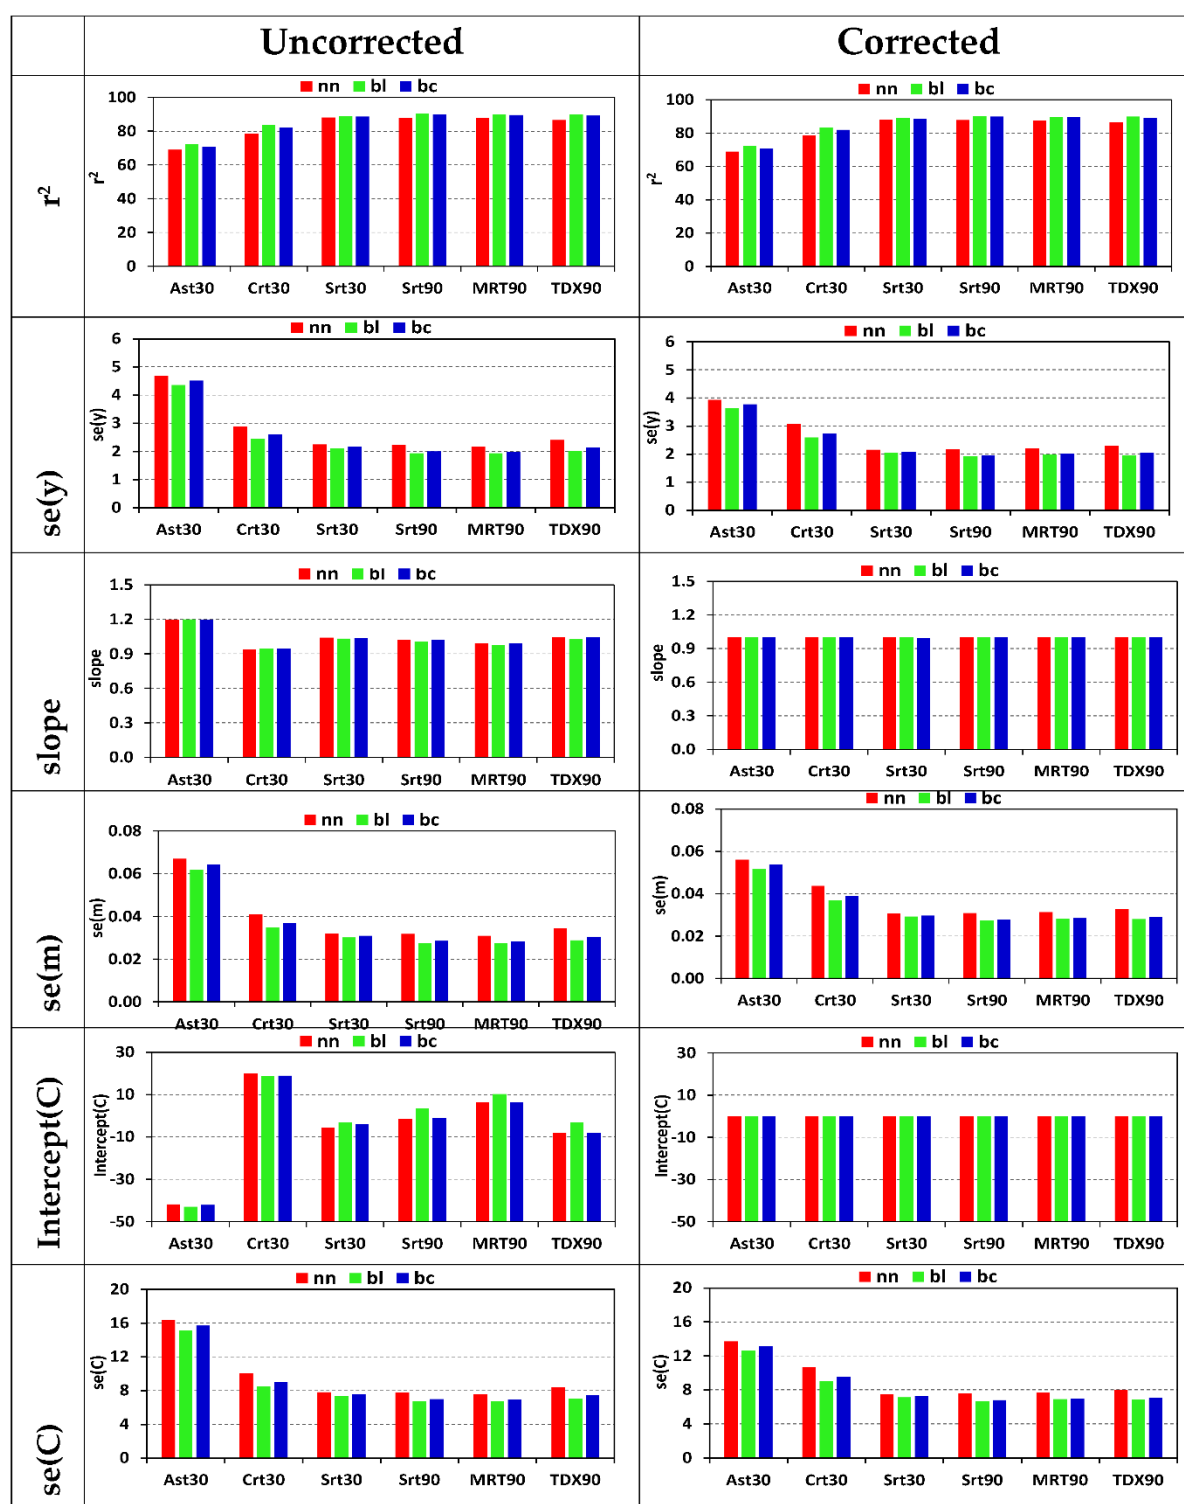 Uncorrected
Corrected
r²
nn bl bc
100
80
60
40
20
0
r²
Ast30 Crt30 Srt30 Srt90 MRT90 TDX90
nn bl bc
100
80
60
40
20
0
r²
Ast30 Crt30 Srt30 Srt90 MRT90 TDX90
se(y)
nn bl bc
6
5
4
3
2
1
0
se(y)
Ast30 Crt30 Srt30 Srt90 MRT90 TDX90
nn bl bc
6
5
4
3
2
1
0
se(y)
Ast30 Crt30 Srt30 Srt90 MRT90 TDX90
slope
nn bl bc
1.5
1.2
0.9
0.6
0.3
0.0
slope
Ast30 Crt30 Srt30 Srt90 MRT90 TDX90
nn bl bc
1.5
1.2
0.9
0.6
0.3
0.0
slope
Ast30 Crt30 Srt30 Srt90 MRT90 TDX90
se(m)
nn bl bc
0.08
0.06
0.04
0.02
0.00
se(m)
Ast30 Crt30 Srt30 Srt90 MRT90 TDX90
nn bl bc
0.08
0.06
0.04
0.02
0.00
se(m)
Ast30 Crt30 Srt30 Srt90 MRT90 TDX90
Intercept(C)
nn bl bc
30
10
-10
-30
-50
Intercept(C)
Ast30 Crt30 Srt30 Srt90 MRT90 TDX90
nn bl bc
30
10
-10
-30
-50
Intercept(C)
Ast30 Crt30 Srt30 Srt90 MRT90 TDX90
se(C)
nn bl bc
20
16
12
8
4
0
se(C)
Ast30 Crt30 Srt30 Srt90 MRT90 TDX90
nn bl bc
20
16
12
8
4
0
se(C)
Ast30 Crt30 Srt30 Srt90 MRT90 TDX90